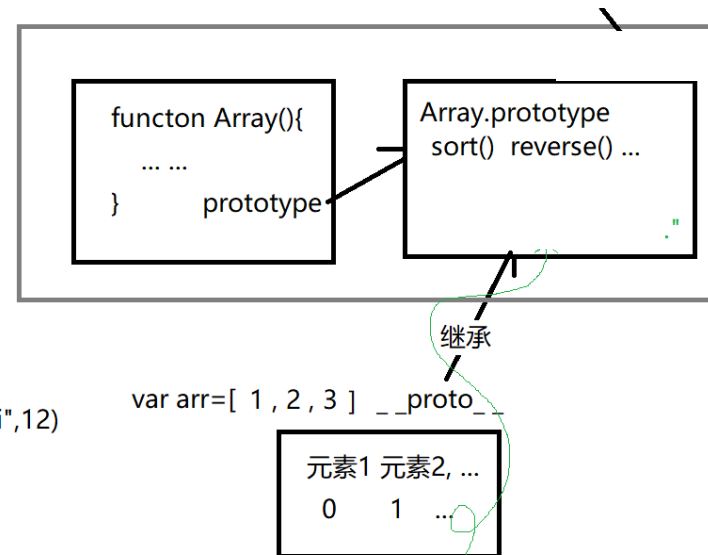 functon Array(){
... ...
} prototype
Array.prototype
sort() reverse() ...
."
继承
",12)
var arr=[ 1 , 2 , 3 ] _ _proto_ _
元素1 元素2, ...
0 1 ...